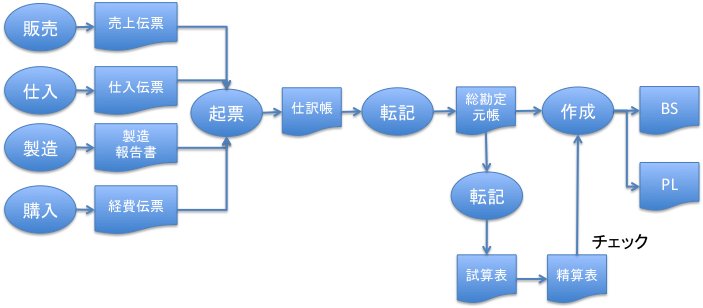 販売
売上伝票
仕入
仕入伝票
製造
製造
報告書
購入
経費伝票
起票
仕訳帳
転記
総勘定
元帳
作成
BS
PL
転記
試算表
精算表
チェック